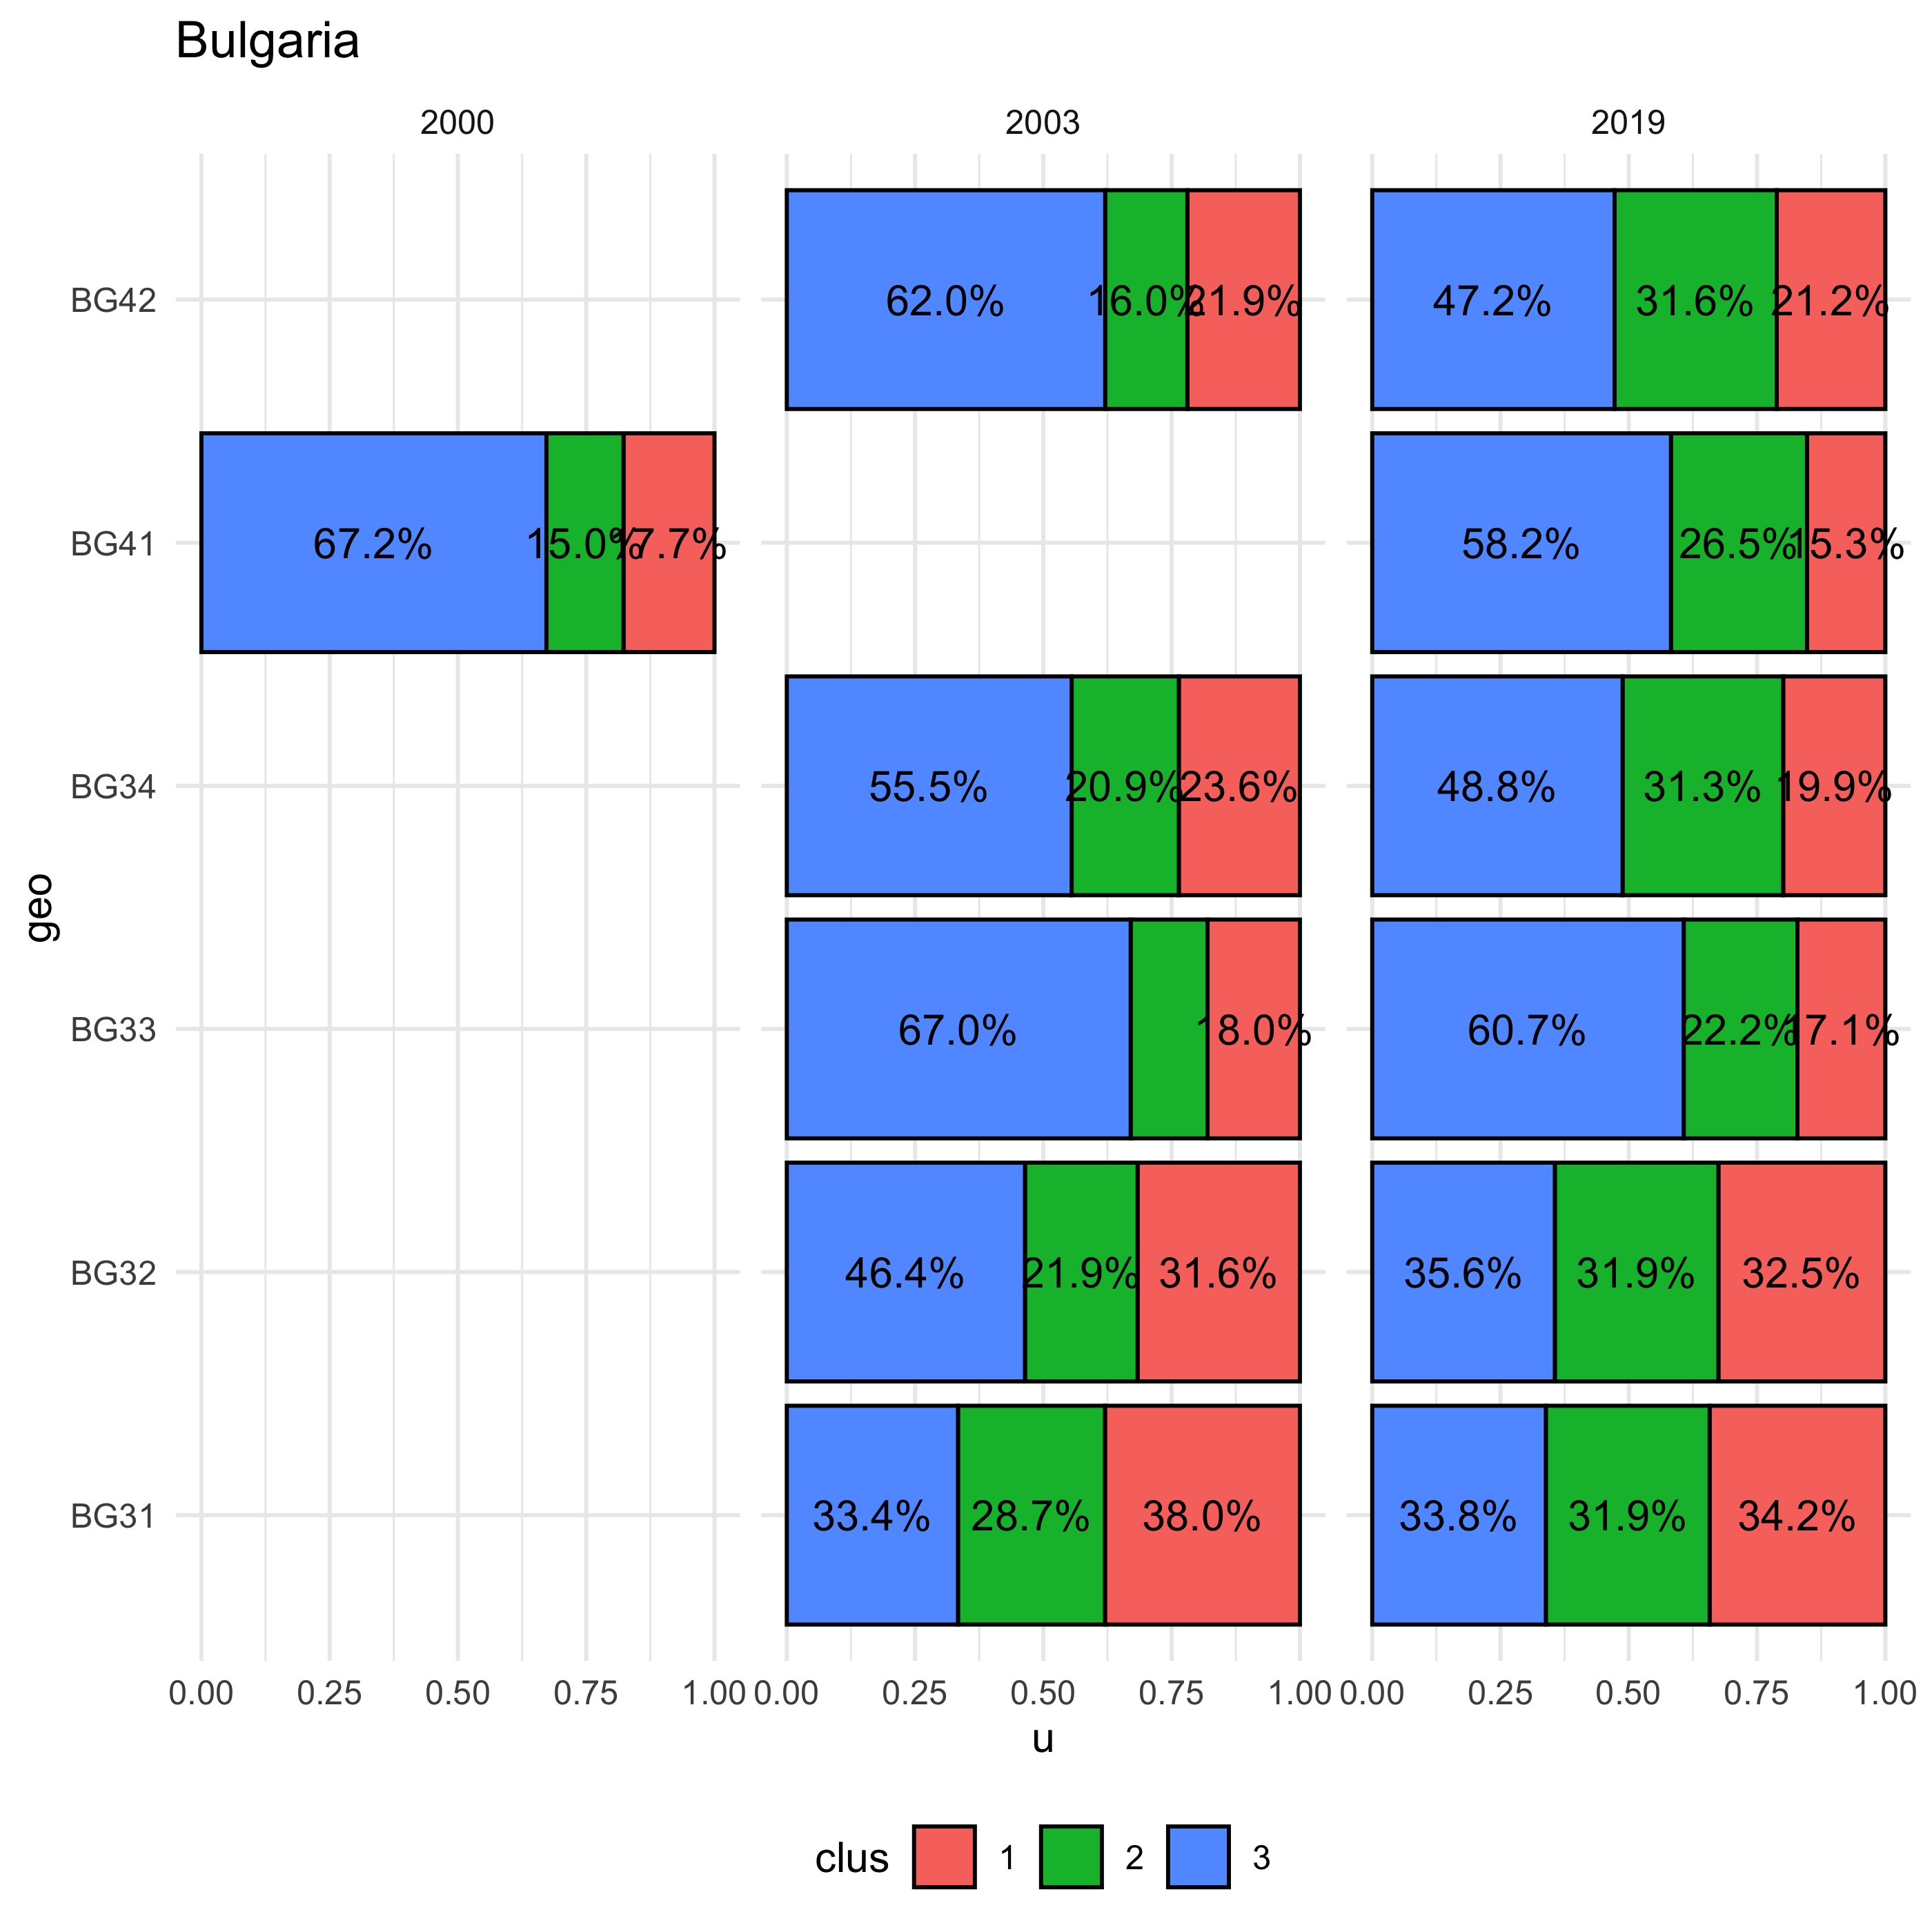 Bulgaria
2000 2003 2019
BG42 62.0% 16.0% 21.9% 47.2% 31.6% 21.2%
BG41 67.2% 15.0% 17.7% 58.2% 26.5% 15.3%
BG34 55.5% 20.9% 23.6% 48.8% 31.3% 19.9%
geo
BG33 67.0% 18.0% 60.7% 22.2% 17.1%
BG32 46.4% 21.9% 31.6% 35.6% 31.9% 32.5%
BG31 33.4% 28.7% 38.0% 33.8% 31.9% 34.2%
0.00 0.25 0.50 0.75 1.00 0.00 0.25 0.50 0.75 1.00 0.00 0.25 0.50 0.75 1.00
u
clus 1 2 3